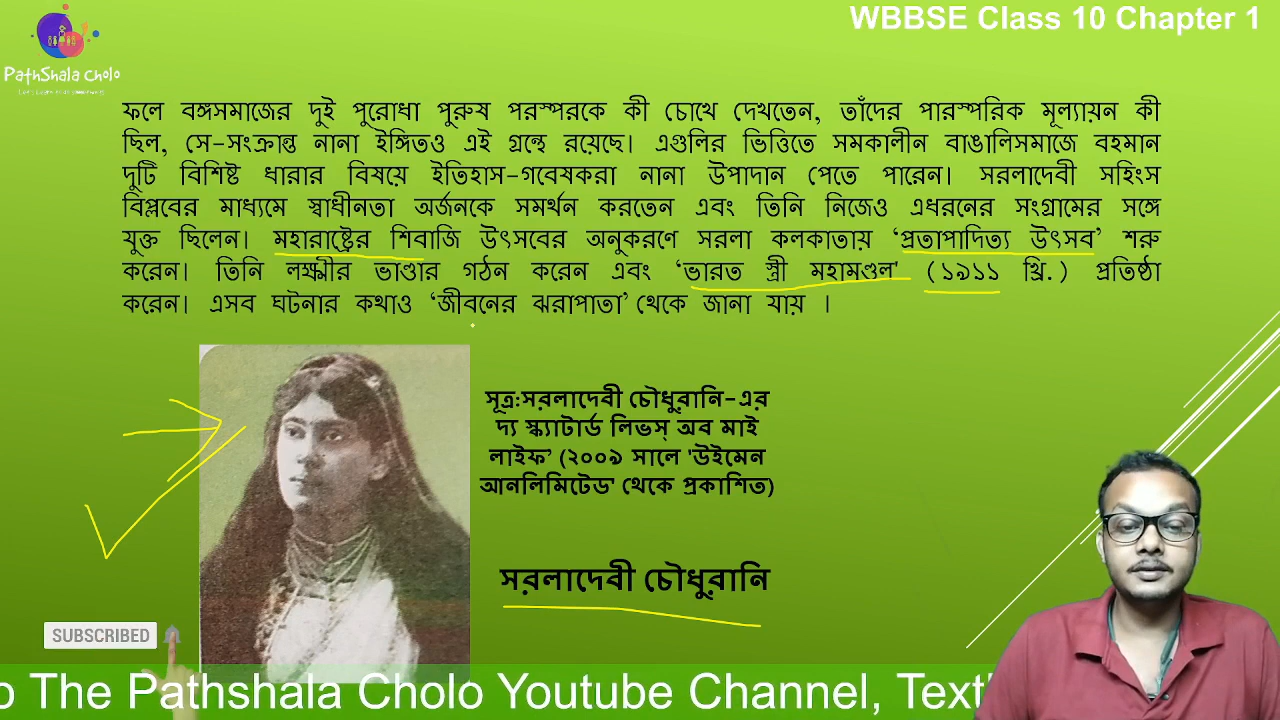 WBBSE Class 10 Chapter 1
PathShala Cholo
ফলে বঙ্গসমাজের দুই পুরোধা পুরুষ পরস্পরকে কী চোখে দেখতেন, তাঁদের পারস্পরিক মূল্যায়ন কী
ছিল, সে-সংক্রান্ত নানা ইঙ্গিতও এই গ্রন্থে রয়েছে। এগুলির ভিত্তিতে সমকালীন বাঙালিসমাজে বহমান
দুটি বিশিষ্ট ধারার বিষয়ে ইতিহাস-গবেষকরা নানা উপাদান পেতে পারেন। সরলাদেবী সহিংস
বিপ্লবের মাধ্যমে স্বাধীনতা অর্জনকে সমর্থন করতেন এবং তিনি নিজেও এধরনের সংগ্রামের সঙ্গে
যুক্ত ছিলেন। মহারাষ্ট্রের শিবাজি উৎসবের অনুকরণে সরলা কলকাতায় ‘প্রতাপাদিত্য উৎসব’ শরু
করেন। তিনি লক্ষ্মীর ভাণ্ডার গঠন করেন এবং ‘ভারত স্ত্রী মহামণ্ডল' (১৯১১ খ্রি.) প্রতিষ্ঠা
করেন। এসব ঘটনার কথাও ‘জীবনের ঝরাপাতা’ থেকে জানা যায় ।
সূত্র:সরলাদেবী চৌধুরানি-এর
দ্য স্ক্যাটার্ড লিভস্ অব মাই
লাইফ’ (২০০৯ সালে 'উইমেন
আনলিমিটেড' থেকে প্রকাশিত)
সরলাদেবী চৌধুরানি
SUBSCRIBED
o The Pathshala Cholo Youtube Channel, Text